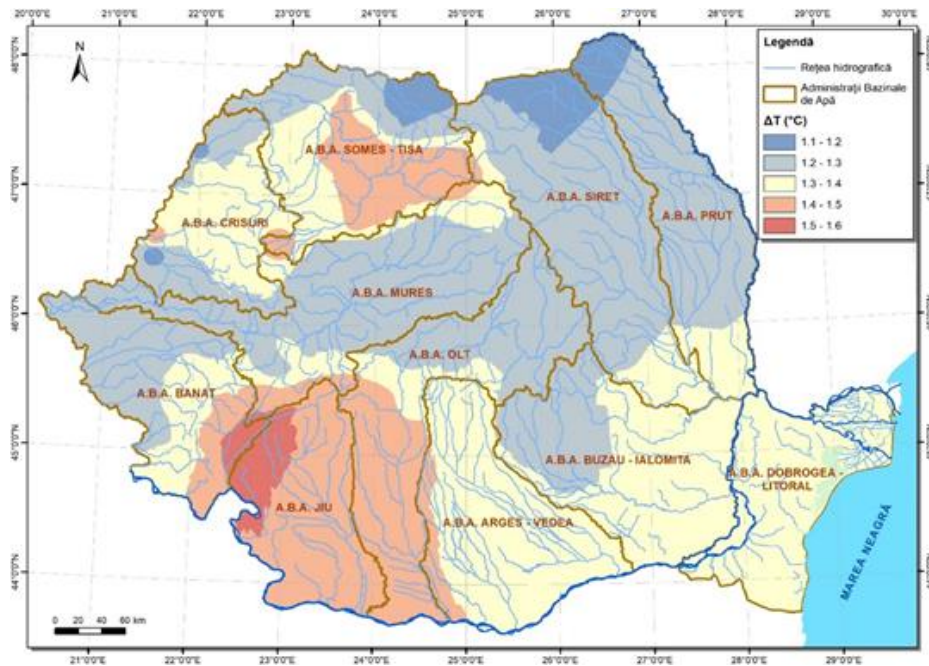 20°0'0"E 21°0'0"E 22°0'0"E 23°0'0"E 24°0'0"E 25°0'0"E 26°0'0"E 27°0'0"E 28°0'0"E 29°0'0"E 30°0'0"E
N
Legendă
Rețea hidrografică
Administrații Bazinale
de Apă
ΔT (°C)
1.1 - 1.2
1.2 - 1.3
1.3 - 1.4
1.4 - 1.5
1.5 - 1.6
48°0'0"N
47°0'0"N
46°0'0"N
45°0'0"N
44°0'0"N
A.B.A. SOMES - TISA
A.B.A. SIRET
A.B.A. PRUT
A.B.A. CRISURI
A.B.A. MURES
A.B.A. OLT
A.B.A. BANAT
A.B.A. BUZAU - IALOMITA
A.B.A. DOBROGEA -
LITORAL
A.B.A. JIU
A.B.A. ARGES - VEDEA
MAREA NEAGRĂ
0 20 40 60 km
21°0'0"E 22°0'0"E 23°0'0"E 24°0'0"E 25°0'0"E 26°0'0"E 27°0'0"E 28°0'0"E 29°0'0"E